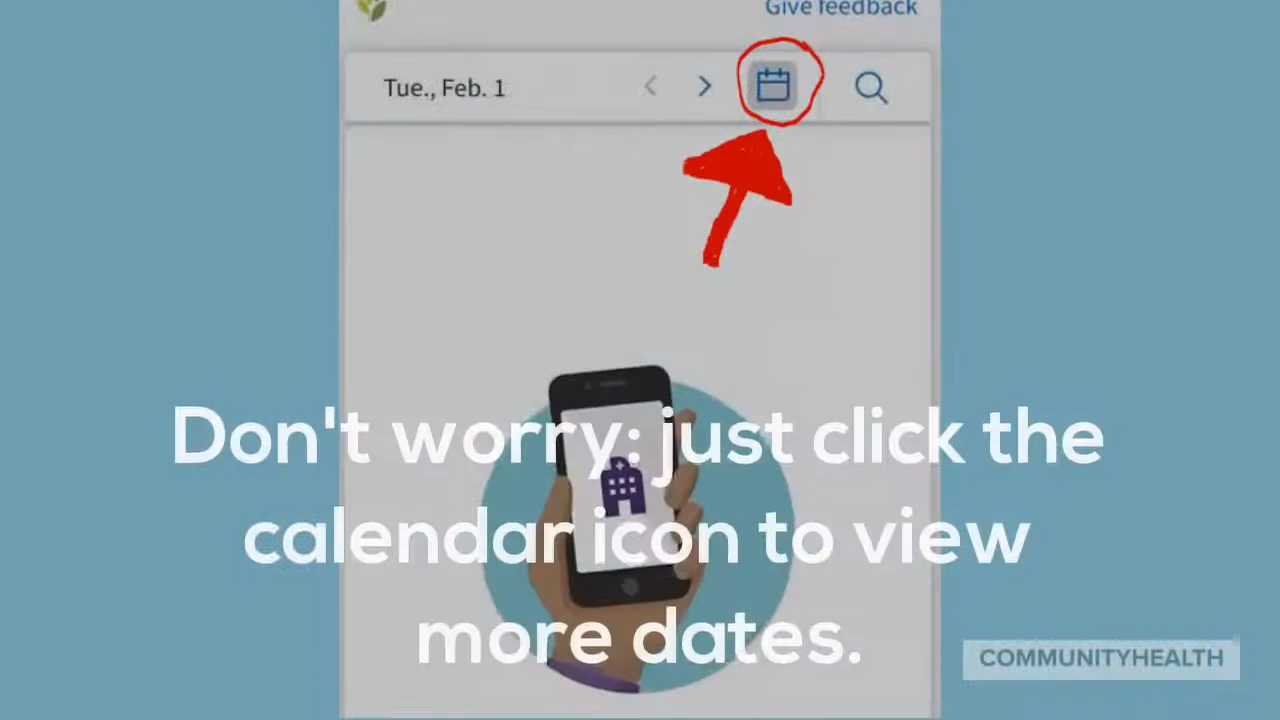 Give feedback
Tue., Feb. 1
Don't worry: just click the
calendar icon to view
more dates.
COMMUNITYHEALTH